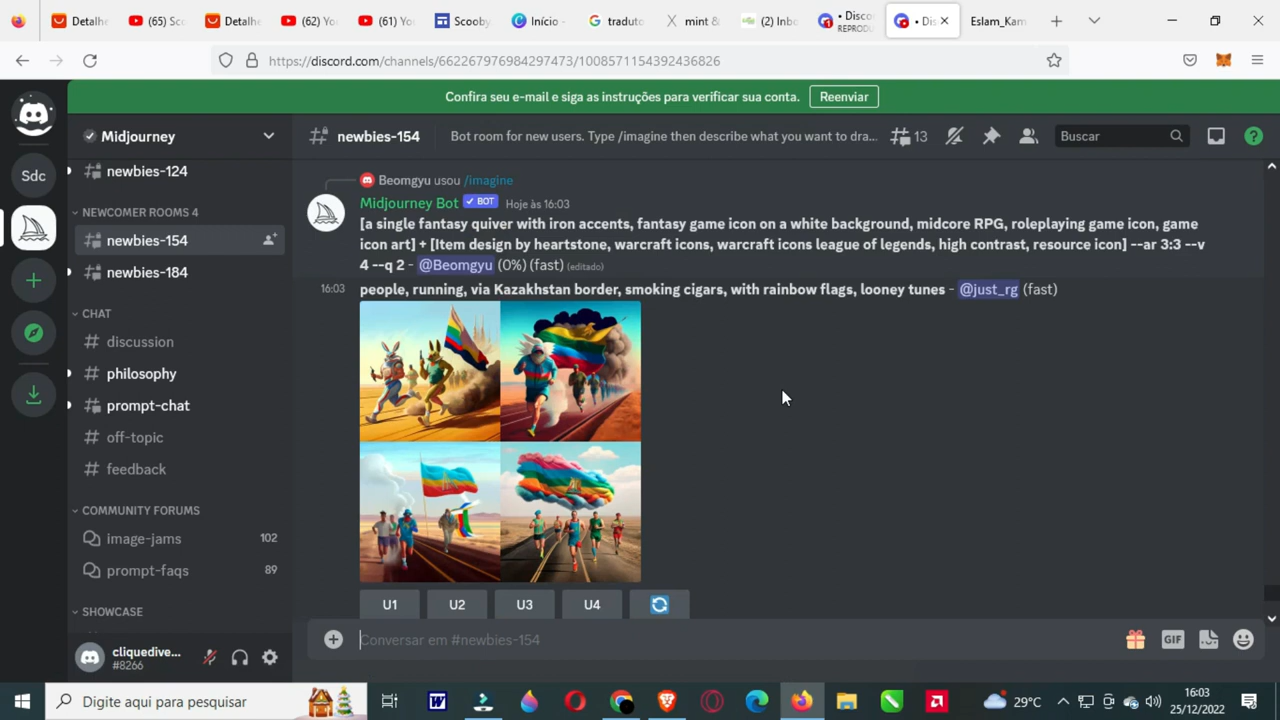 Detalhe
(65) Sco
Detalhe
(62) You
(61) You
Scooby
Início -
traduto
mint &
(2) Inbo
• Disco
REPRODU
• Dis
Eslam_Kam
https://discord.com/channels/662267976984297473/1008571154392436826
Confira seu e-mail e siga as instruções para verificar sua conta.
Reenviar
Midjourney
newbies-154
Bot room for new users. Type /imagine then describe what you want to dra...
13
Buscar
Sdc
newbies-124
NEWCOMER ROOMS 4
newbies-154
newbies-184
CHAT
discussion
philosophy
prompt-chat
off-topic
feedback
COMMUNITY FORUMS
image-jams 102
prompt-faqs 89
SHOWCASE
cliquedive...
#8266
Beomgyu usou /imagine
Midjourney Bot ✓ BOT Hoje às 16:03
[a single fantasy quiver with iron accents, fantasy game icon on a white background, midcore RPG, roleplaying game icon, game
icon art] + [Item design by heartstone, warcraft icons, warcraft icons league of legends, high contrast, resource icon] --ar 3:3 --v
4 --q 2 - @Beomgyu (0%) (fast) (editado)
16:03 people, running, via Kazakhstan border, smoking cigars, with rainbow flags, looney tunes - @just_rg (fast)
U1
U2
U3
U4
Conversar em #newbies-154
GIF
Digite aqui para pesquisar
29°C
16:03
25/12/2022